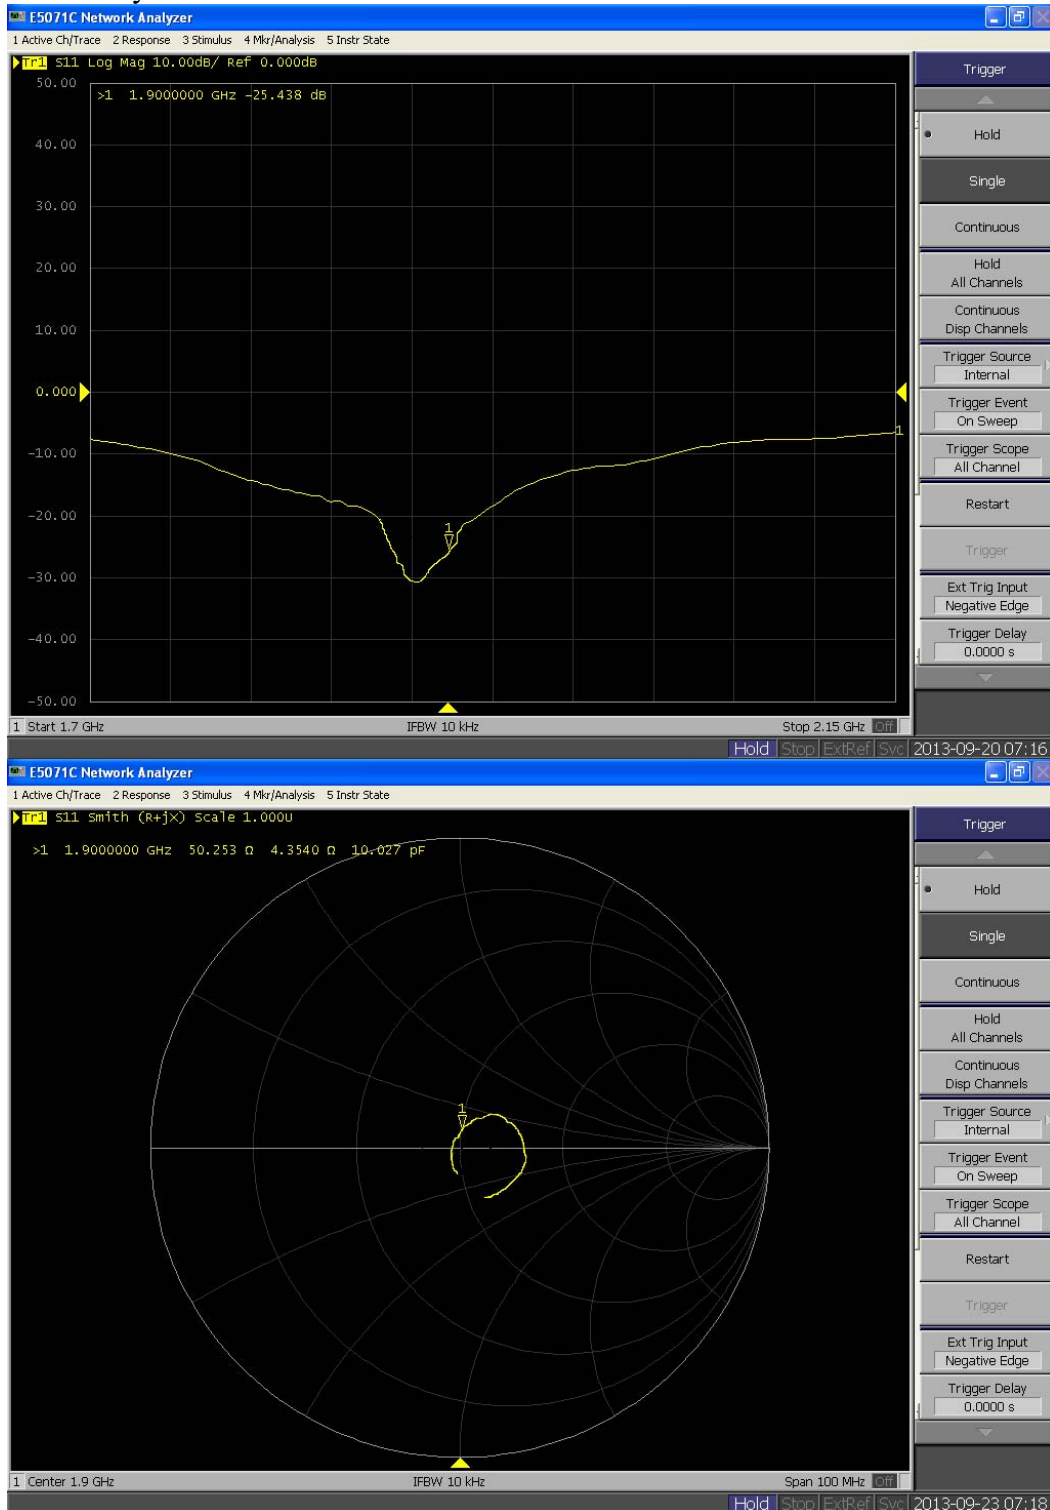 E5071C Network Analyzer
1 Active Ch/Trace 2 Response 3 Stimulus 4 Mkr/Analysis 5 Instr State
Tr1 S11 Log Mag 10.00dB/ Ref 0.000dB
50.00
>1 1.9000000 GHz -25.438 dB
40.00
30.00
20.00
10.00
0.000
-10.00
-20.00
-30.00
-40.00
-50.00
1
1
1 Start 1.7 GHz
IFBW 10 kHz
Stop 2.15 GHz Off
Trigger
Hold
Single
Continuous
Hold
All Channels
Continuous
Disp Channels
Trigger Source
Internal
Trigger Event
On Sweep
Trigger Scope
All Channel
Restart
Trigger
Ext Trig Input
Negative Edge
Trigger Delay
0.0000 s
Hold Stop ExtRef Svc 2013-09-20 07:16
E5071C Network Analyzer
1 Active Ch/Trace 2 Response 3 Stimulus 4 Mkr/Analysis 5 Instr State
Tr1 S11 Smith (R+jX) Scale 1.000U
>1 1.9000000 GHz 50.253 Ω 4.3540 Ω 10.027 pF
1
1 Center 1.9 GHz
IFBW 10 kHz
Span 100 MHz Off
Trigger
Hold
Single
Continuous
Hold
All Channels
Continuous
Disp Channels
Trigger Source
Internal
Trigger Event
On Sweep
Trigger Scope
All Channel
Restart
Trigger
Ext Trig Input
Negative Edge
Trigger Delay
0.0000 s
Hold Stop ExtRef Svc 2013-09-23 07:18